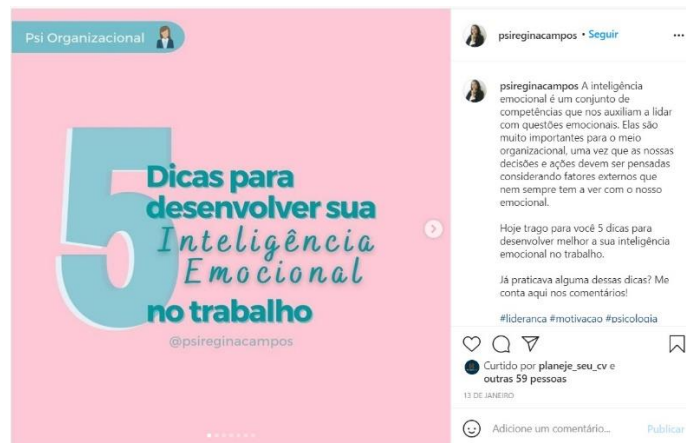 Psi Organizacional
5
Dicas para
desenvolver sua
Inteligência
Emocional
no trabalho
@psireginacampos
psireginacampos • Seguir
...
psireginacampos A inteligência
emocional é um conjunto de
competências que nos auxiliam a lidar
com questões emocionais. Elas são
muito importantes para o meio
organizacional, uma vez que as nossas
decisões e ações devem ser pensadas
considerando fatores externos que
nem sempre tem a ver com o nosso
emocional.
Hoje trago para você 5 dicas para
desenvolver melhor a sua inteligência
emocional no trabalho.
Já praticava alguma dessas dicas? Me
conta aqui nos comentários!
#lideranca #motivacao #psicologia
Curtido por planeje_seu_cv e
outras 59 pessoas
13 DE JANEIRO
Adicione um comentário... Publicar